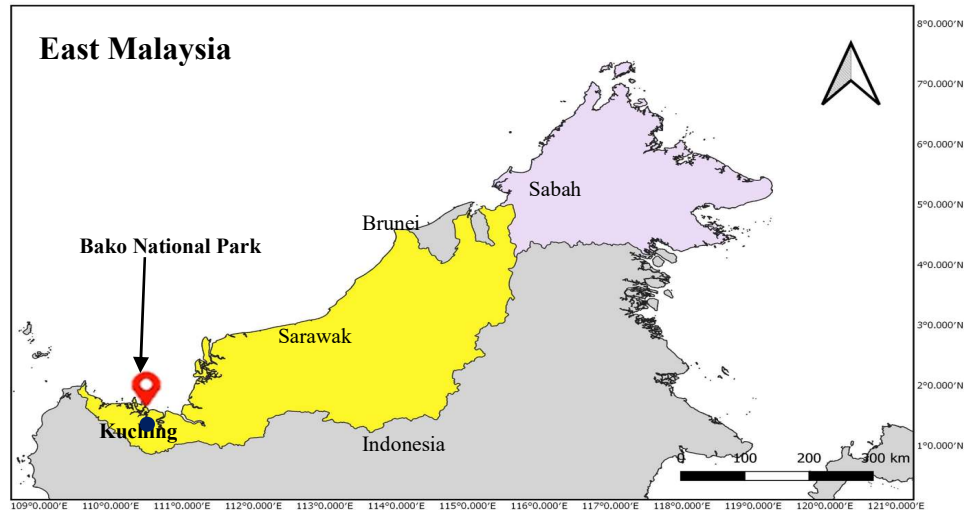 East Malaysia
8°0.000'N
7°0.000'N
6°0.000'N
Sabah
5°0.000'N
Brunei
Bako National Park
4°0.000'N
Sarawak
3°0.000'N
2°0.000'N
Kuching
Indonesia
1°0.000'N
0 100 200 300 km
109°0.000'E 110°0.000'E 111°0.000'E 112°0.000'E 113°0.000'E 114°0.000'E 115°0.000'E 116°0.000'E 117°0.000'E 118°0.000'E 119°0.000'E 120°0.000'E 121°0.000'E